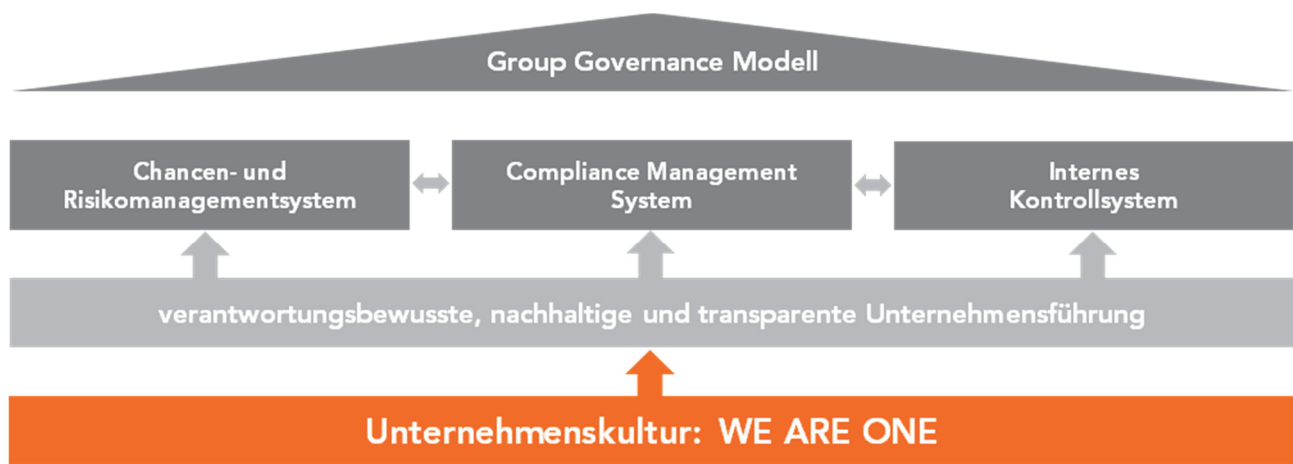 Group Governance Modell
Chancen- und
Risikomanagementsystem
Compliance Management
System
Internes
Kontrollsystem
verantwortungsbewusste, nachhaltige und transparente Unternehmensführung
Unternehmenskultur: WE ARE ONE